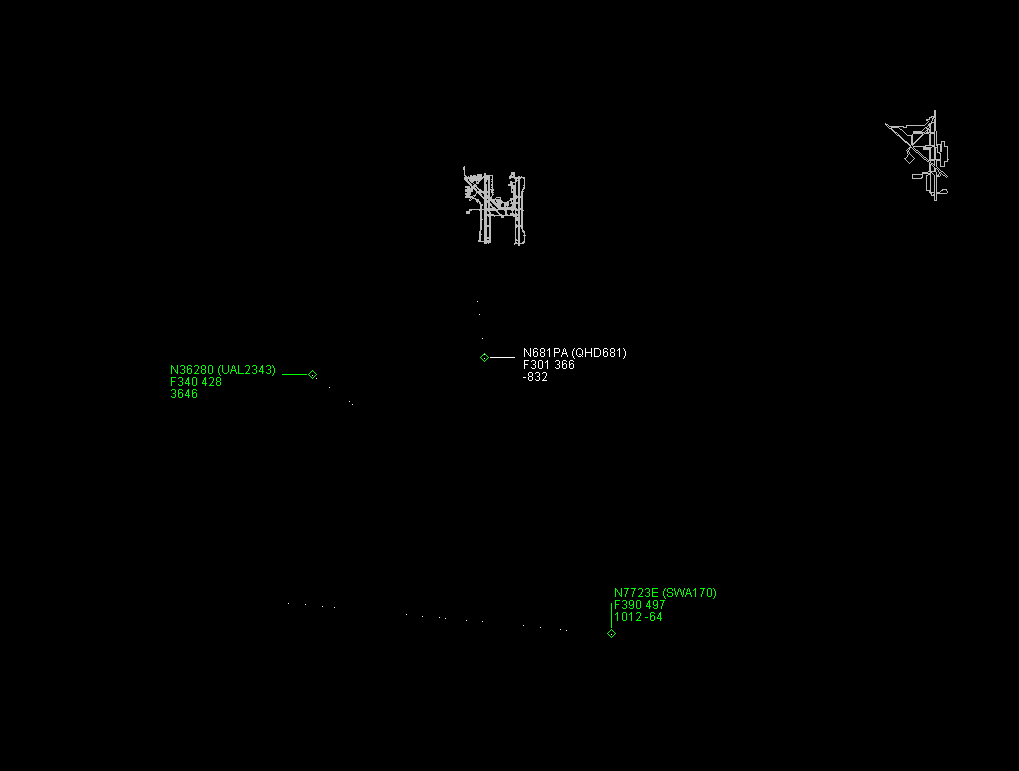 N681PA (QHD681)
F301 366
-832
N36280 (UAL2343)
F340 428
3646
N7723E (SWA170)
F390 497
1012 -64